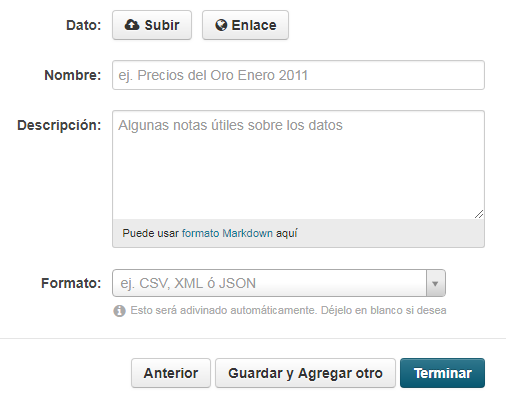 Dato: Subir Enlace
Nombre: ej. Precios del Oro Enero 2011
Descripción: Algunas notas útiles sobre los datos
Puede usar formato Markdown aquí
Formato: ej. CSV, XML ó JSON
Esto será adivinado automáticamente. Déjelo en blanco si desea
Anterior Guardar y Agregar otro Terminar